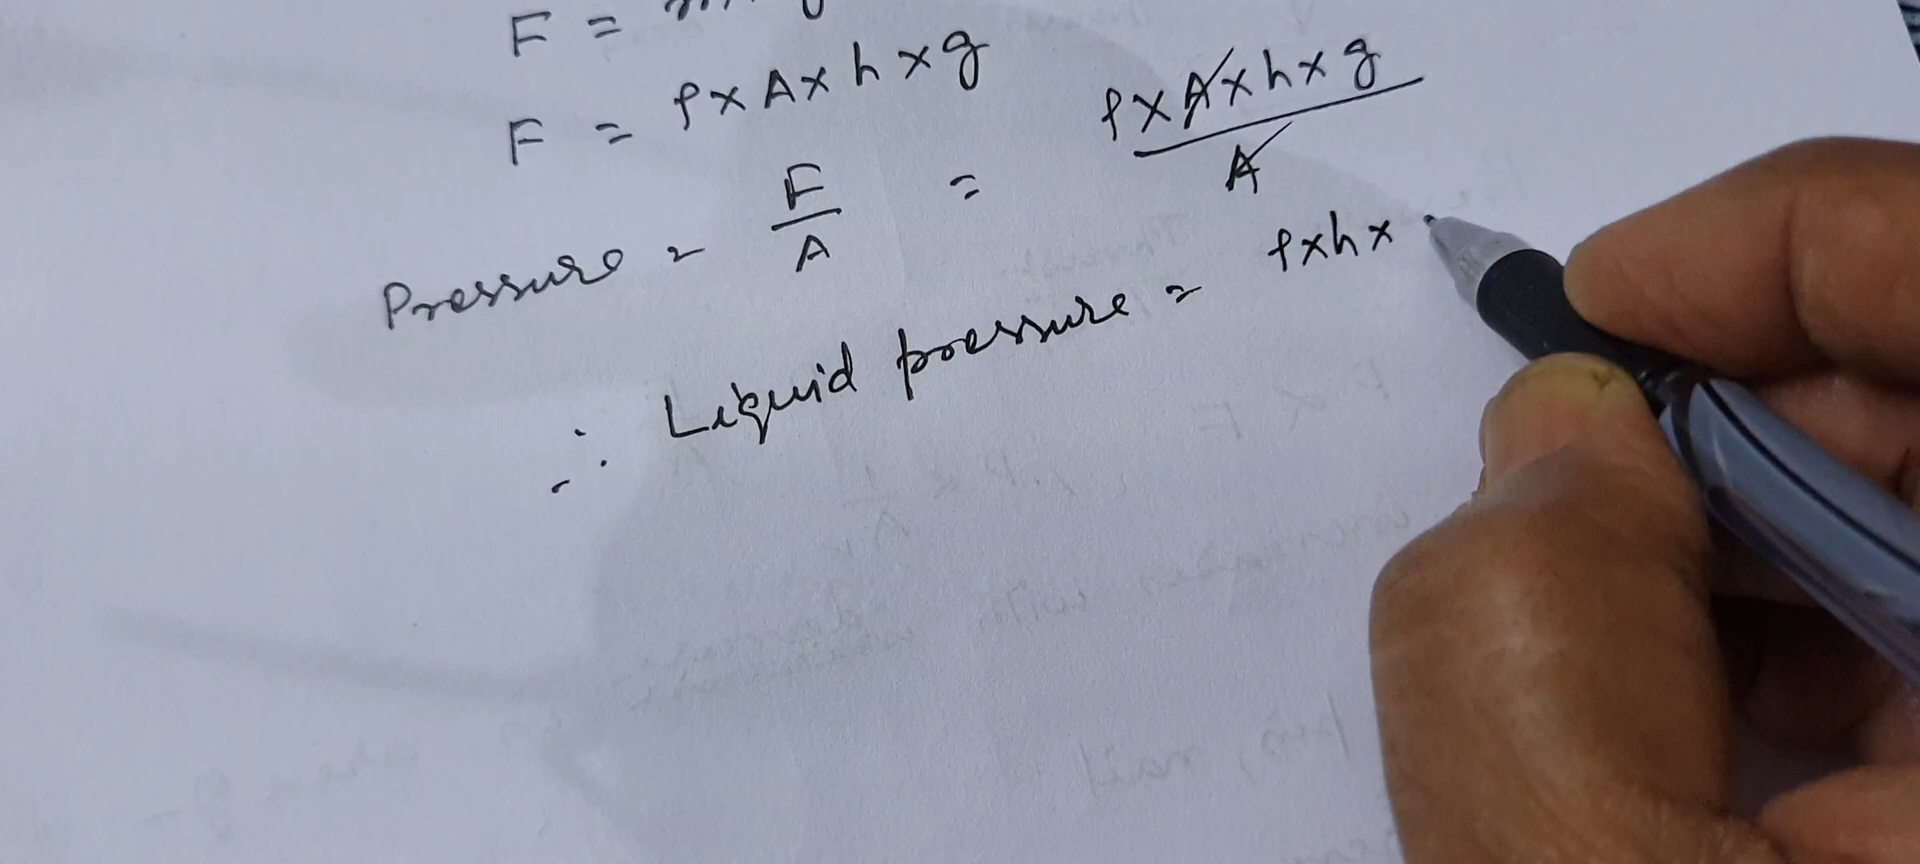 F =
F = ρ × A × h × g
Pressure = F/A = ρ × A × h × g / A
∴ Liquid pressure = ρ × h ×